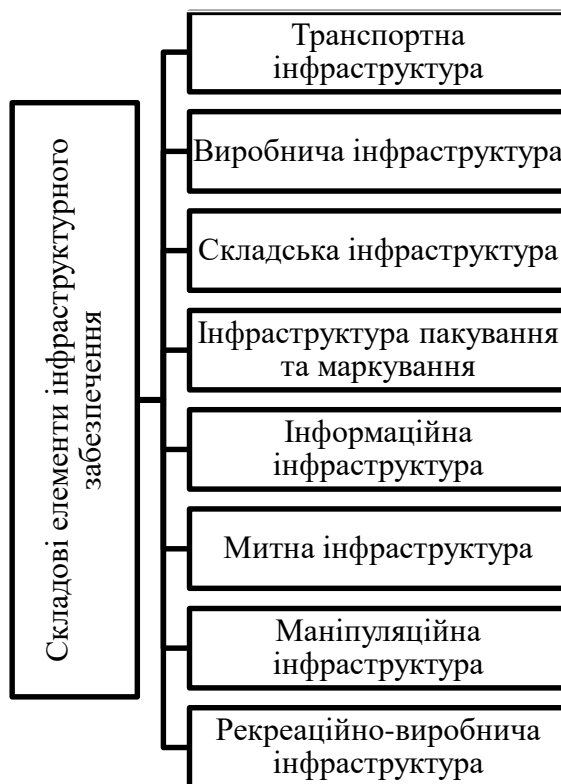 Складові елементи інфраструктурного
забезпечення
Транспортна
інфраструктура
Виробнича інфраструктура
Складська інфраструктура
Інфраструктура пакування
та маркування
Інформаційна
інфраструктура
Митна інфраструктура
Маніпуляційна
інфраструктура
Рекреаційно-виробнича
інфраструктура